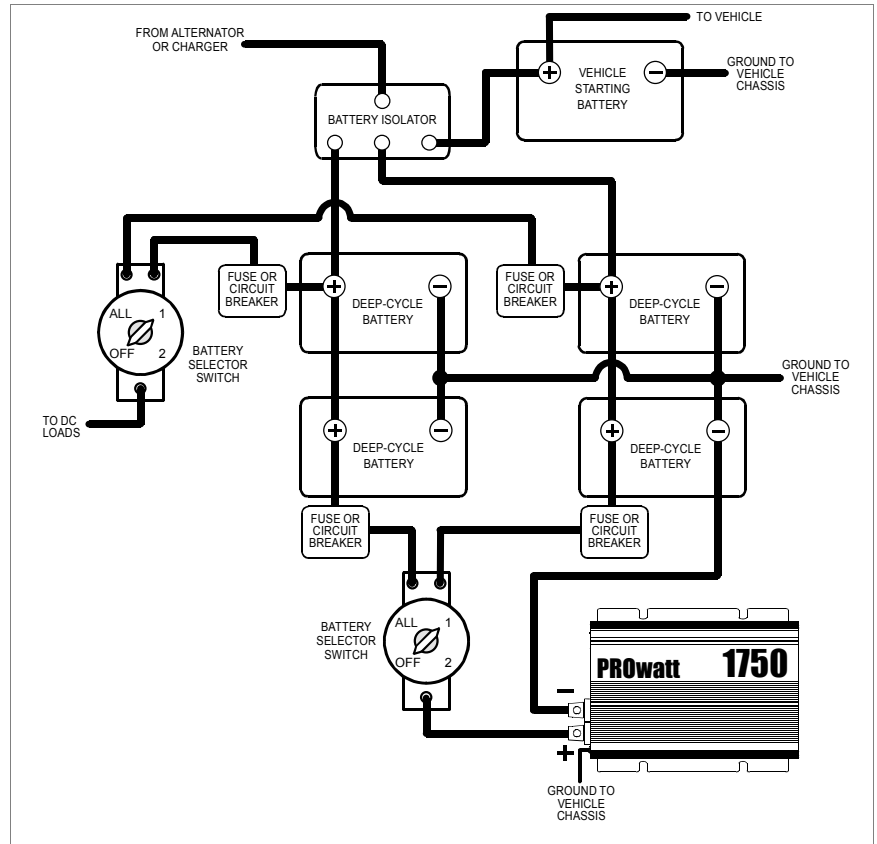 TO VEHICLE
FROM ALTERNATOR
OR CHARGER
VEHICLE
STARTING
BATTERY
+
−
GROUND TO
VEHICLE
CHASSIS
BATTERY ISOLATOR
FUSE OR
CIRCUIT
BREAKER
+
−
DEEP-CYCLE
BATTERY
FUSE OR
CIRCUIT
BREAKER
+
−
DEEP-CYCLE
BATTERY
ALL 1
OFF 2
BATTERY
SELECTOR
SWITCH
TO DC
LOADS
GROUND TO
VEHICLE
CHASSIS
+
−
DEEP-CYCLE
BATTERY
+
−
DEEP-CYCLE
BATTERY
FUSE OR
CIRCUIT
BREAKER
FUSE OR
CIRCUIT
BREAKER
BATTERY
SELECTOR
SWITCH
ALL 1
OFF 2
PROwatt 1750
−
+
GROUND TO
VEHICLE
CHASSIS